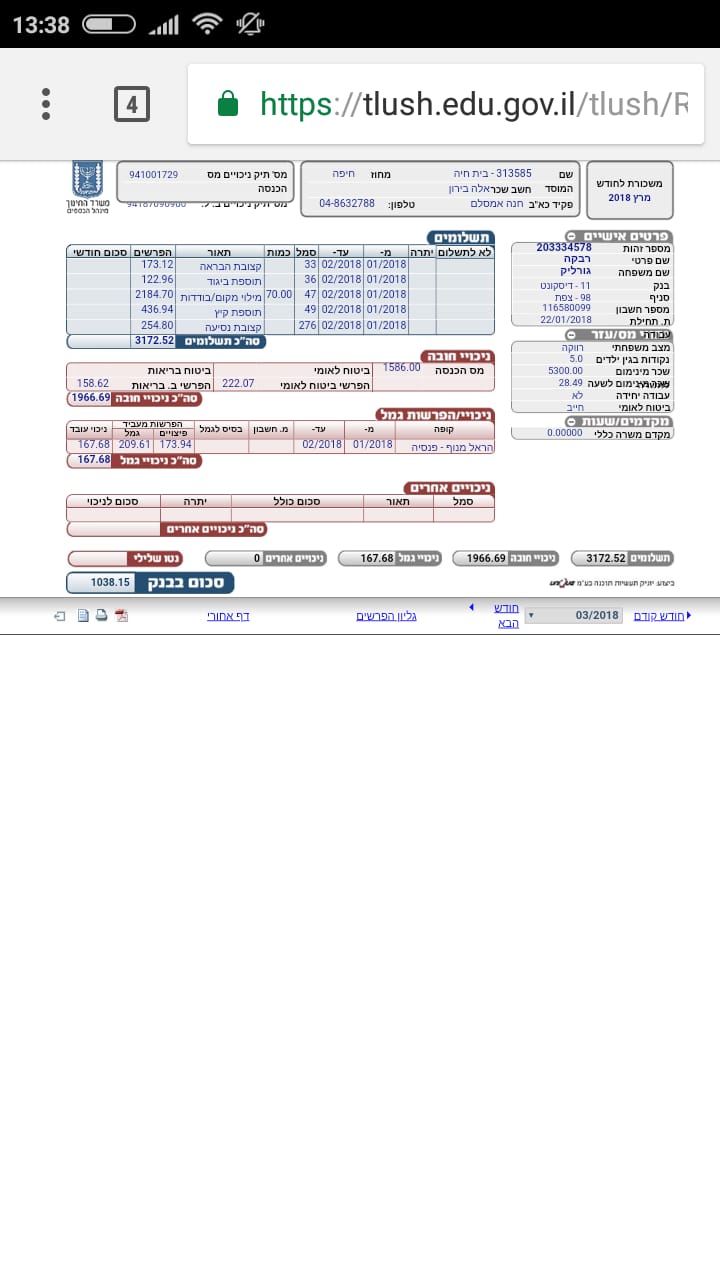 13:38
4
https://tlush.edu.gov.il/tlush/R
משרד החינוך
מינהל הכספים
מס' תיק ניכויים מס הכנסה 941001729
מס' תיק ניכויים ב. ל.
שם המוסד 313585 - בית חיה מחוז חיפה
חשב שכר אלה בירון
פקיד כא"ב חנה אמסלם טלפון: 04-8632788
משכורת לחודש
מרץ 2018
פרטים אישיים
מספר זהות 203334578
שם פרטי רבקה
שם משפחה גורליק
בנק 11 - דיסקונט
סניף 98 - צפת
מספר חשבון 116580099
ת. תחילת עבודה 22/01/2018
נתוני מס/עזר
מצב משפחתי רווקה
נקודות בגין ילדים 5.0
שכר מינימום 5300.00
שכר מינימום לשעה 28.49
עבודה יחידה לא
ביטוח לאומי חייב
מקדמים/שעות
מקדם משרה כללי 0.00000
תשלומים
לא לתשלום יתרה מ- עד- סמל כמות תאור הפרשים סכום חודשי
01/2018 02/2018 33 קצובת הבראה 173.12
01/2018 02/2018 36 תוספת ביגוד 122.96
01/2018 02/2018 47 70.00 מילוי מקום/בודדות 2184.70
01/2018 02/2018 49 תוספת קיץ 436.94
01/2018 02/2018 276 קצובת נסיעה 254.80
סה"כ תשלומים 3172.52
ניכויי חובה
מס הכנסה 1586.00 ביטוח לאומי ביטוח בריאות
הפרשי ביטוח לאומי 222.07 הפרשי ב. בריאות 158.62
סה"כ ניכויי חובה 1966.69
ניכויי/הפרשות גמל
קופה מ- עד- מ. חשבון בסיס לגמל הפרשות מעביד ניכוי עובד
פיצויים גמל
הראל מנוף - פנסיה 01/2018 02/2018 173.94 209.61 167.68
סה"כ ניכויי גמל 167.68
ניכויים אחרים
סמל תאור סכום כולל יתרה סכום לניכוי
סה"כ ניכויים אחרים
תשלומים 3172.52 ניכויי חובה 1966.69 ניכויי גמל 167.68 ניכויים אחרים 0 נטו שלילי
סכום בבנק 1038.15
ביצוע: יוניק תעשיות תוכנה בע"מ
חודש קודם 03/2018 חודש הבא גליון הפרשים דף אחורי